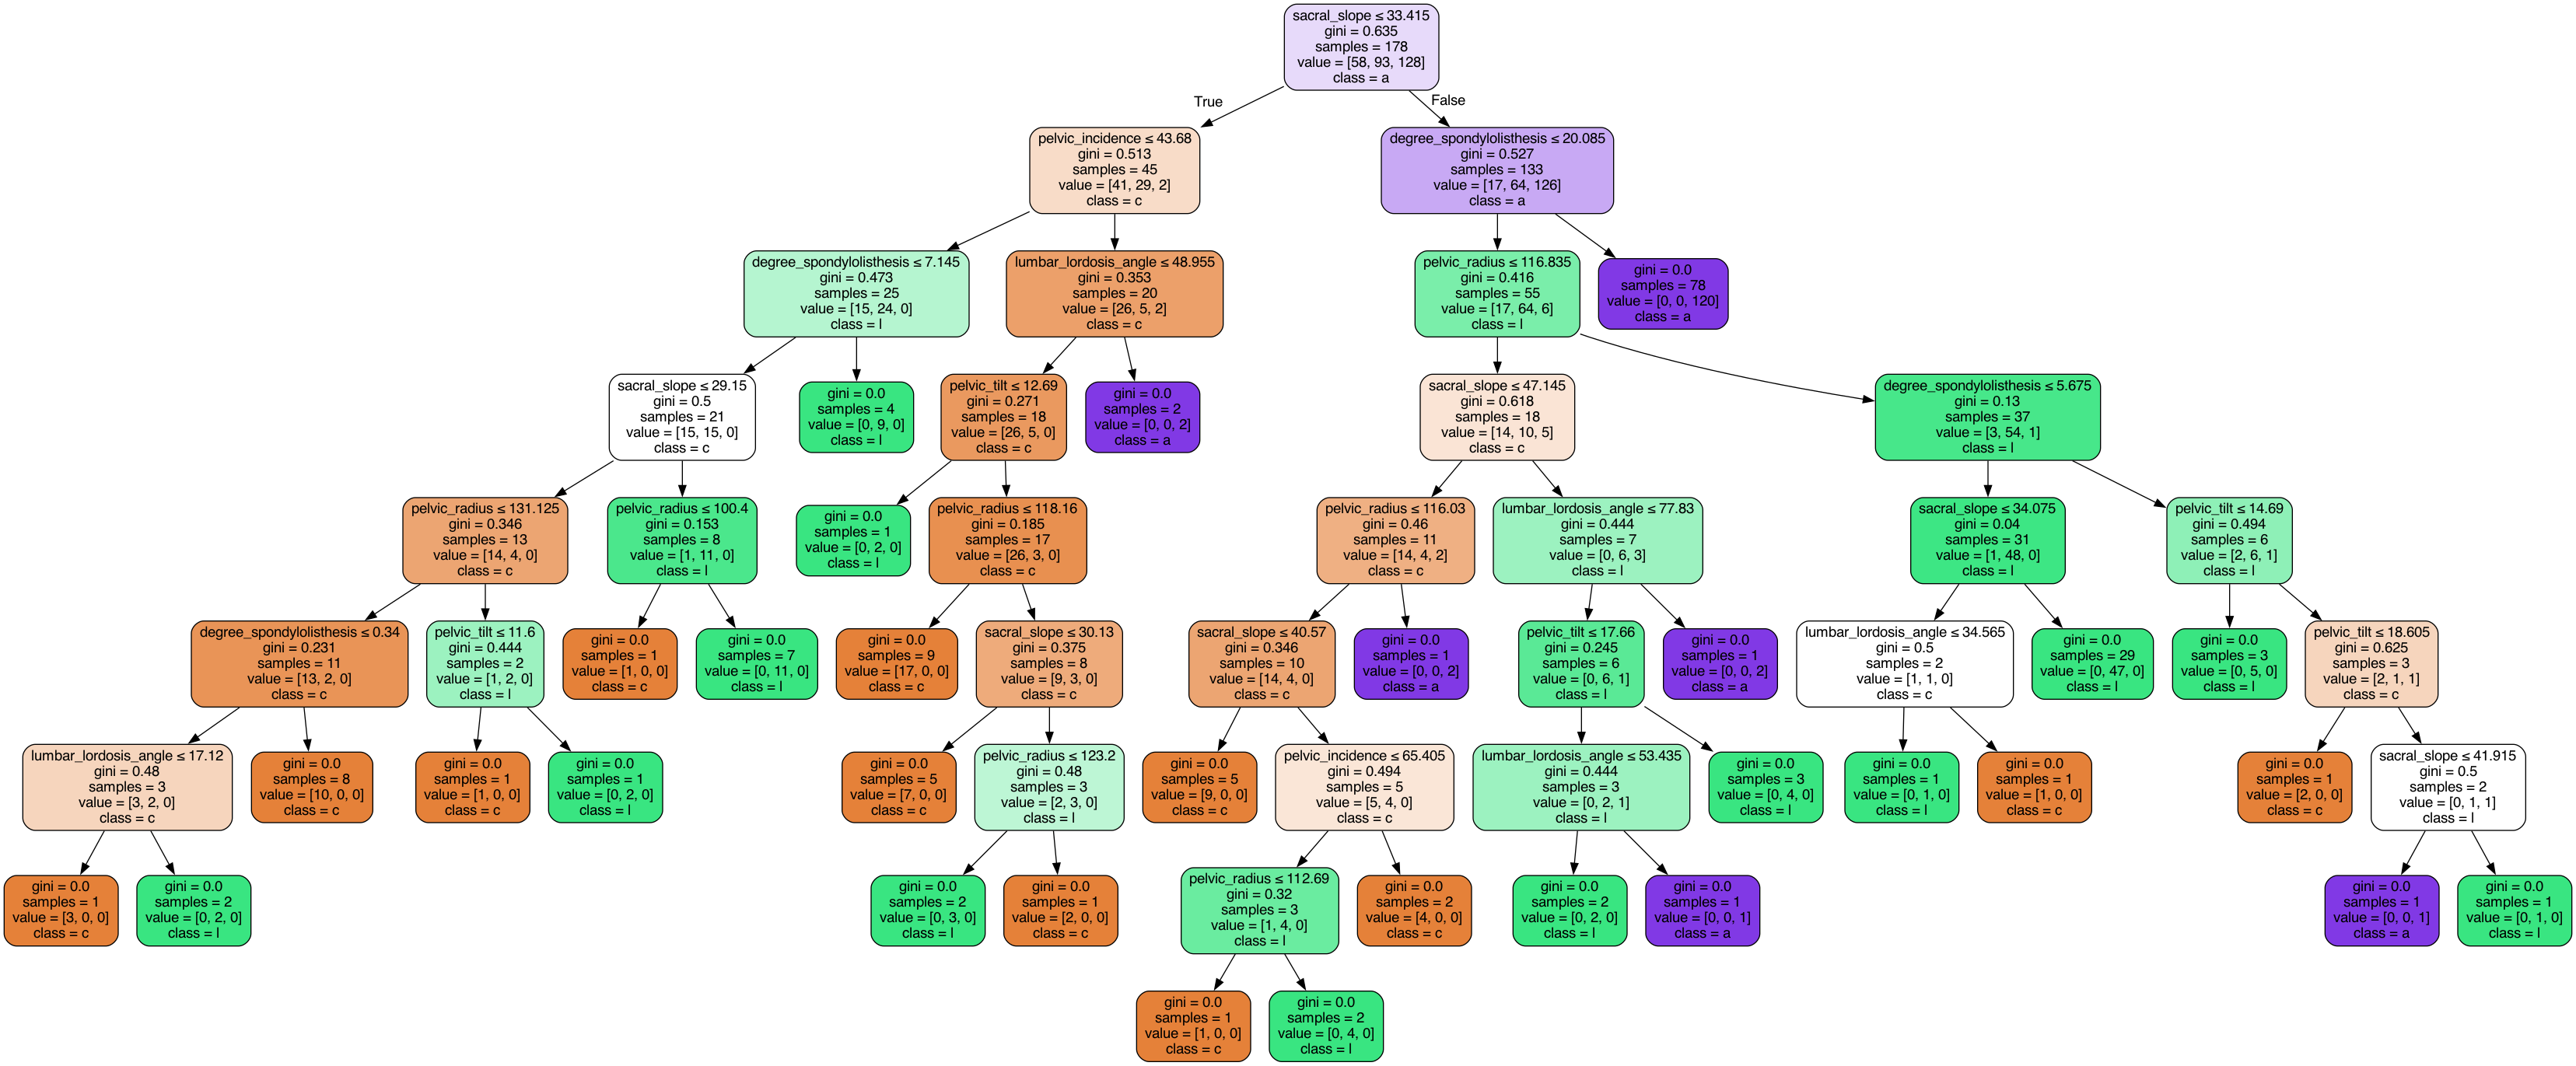 sacral_slope ≤ 33.415
gini = 0.635
samples = 178
value = [58, 93, 128]
class = a
True
False
pelvic_incidence ≤ 43.68
gini = 0.513
samples = 45
value = [41, 29, 2]
class = c
degree_spondylolisthesis ≤ 20.085
gini = 0.527
samples = 133
value = [17, 64, 126]
class = a
degree_spondylolisthesis ≤ 7.145
gini = 0.473
samples = 25
value = [15, 24, 0]
class = l
lumbar_lordosis_angle ≤ 48.955
gini = 0.353
samples = 20
value = [26, 5, 2]
class = c
pelvic_radius ≤ 116.835
gini = 0.416
samples = 55
value = [17, 64, 6]
class = l
gini = 0.0
samples = 78
value = [0, 0, 120]
class = a
sacral_slope ≤ 29.15
gini = 0.5
samples = 21
value = [15, 15, 0]
class = c
gini = 0.0
samples = 4
value = [0, 9, 0]
class = l
pelvic_tilt ≤ 12.69
gini = 0.271
samples = 18
value = [26, 5, 0]
class = c
gini = 0.0
samples = 2
value = [0, 0, 2]
class = a
sacral_slope ≤ 47.145
gini = 0.618
samples = 18
value = [14, 10, 5]
class = c
degree_spondylolisthesis ≤ 5.675
gini = 0.13
samples = 37
value = [3, 54, 1]
class = l
pelvic_radius ≤ 131.125
gini = 0.346
samples = 13
value = [14, 4, 0]
class = c
pelvic_radius ≤ 100.4
gini = 0.153
samples = 8
value = [1, 11, 0]
class = l
gini = 0.0
samples = 1
value = [0, 2, 0]
class = l
pelvic_radius ≤ 118.16
gini = 0.185
samples = 17
value = [26, 3, 0]
class = c
pelvic_radius ≤ 116.03
gini = 0.46
samples = 11
value = [14, 4, 2]
class = c
lumbar_lordosis_angle ≤ 77.83
gini = 0.444
samples = 7
value = [0, 6, 3]
class = l
sacral_slope ≤ 34.075
gini = 0.04
samples = 31
value = [1, 48, 0]
class = l
pelvic_tilt ≤ 14.69
gini = 0.494
samples = 6
value = [2, 6, 1]
class = l
degree_spondylolisthesis ≤ 0.34
gini = 0.231
samples = 11
value = [13, 2, 0]
class = c
pelvic_tilt ≤ 11.6
gini = 0.444
samples = 2
value = [1, 2, 0]
class = l
gini = 0.0
samples = 1
value = [1, 0, 0]
class = c
gini = 0.0
samples = 7
value = [0, 11, 0]
class = l
gini = 0.0
samples = 9
value = [17, 0, 0]
class = c
sacral_slope ≤ 30.13
gini = 0.375
samples = 8
value = [9, 3, 0]
class = c
sacral_slope ≤ 40.57
gini = 0.346
samples = 10
value = [14, 4, 0]
class = c
gini = 0.0
samples = 1
value = [0, 0, 2]
class = a
pelvic_tilt ≤ 17.66
gini = 0.245
samples = 6
value = [0, 6, 1]
class = l
gini = 0.0
samples = 1
value = [0, 0, 2]
class = a
lumbar_lordosis_angle ≤ 34.565
gini = 0.5
samples = 2
value = [1, 1, 0]
class = c
gini = 0.0
samples = 29
value = [0, 47, 0]
class = l
gini = 0.0
samples = 3
value = [0, 5, 0]
class = l
pelvic_tilt ≤ 18.605
gini = 0.625
samples = 3
value = [2, 1, 1]
class = c
lumbar_lordosis_angle ≤ 17.12
gini = 0.48
samples = 3
value = [3, 2, 0]
class = c
gini = 0.0
samples = 8
value = [10, 0, 0]
class = c
gini = 0.0
samples = 1
value = [1, 0, 0]
class = c
gini = 0.0
samples = 1
value = [0, 2, 0]
class = l
gini = 0.0
samples = 5
value = [7, 0, 0]
class = c
pelvic_radius ≤ 123.2
gini = 0.48
samples = 3
value = [2, 3, 0]
class = l
gini = 0.0
samples = 5
value = [9, 0, 0]
class = c
pelvic_incidence ≤ 65.405
gini = 0.494
samples = 5
value = [5, 4, 0]
class = c
lumbar_lordosis_angle ≤ 53.435
gini = 0.444
samples = 3
value = [0, 2, 1]
class = l
gini = 0.0
samples = 3
value = [0, 4, 0]
class = l
gini = 0.0
samples = 1
value = [0, 1, 0]
class = l
gini = 0.0
samples = 1
value = [1, 0, 0]
class = c
gini = 0.0
samples = 1
value = [2, 0, 0]
class = c
sacral_slope ≤ 41.915
gini = 0.5
samples = 2
value = [0, 1, 1]
class = l
gini = 0.0
samples = 1
value = [3, 0, 0]
class = c
gini = 0.0
samples = 2
value = [0, 2, 0]
class = l
gini = 0.0
samples = 2
value = [0, 3, 0]
class = l
gini = 0.0
samples = 1
value = [2, 0, 0]
class = c
pelvic_radius ≤ 112.69
gini = 0.32
samples = 3
value = [1, 4, 0]
class = l
gini = 0.0
samples = 2
value = [4, 0, 0]
class = c
gini = 0.0
samples = 2
value = [0, 2, 0]
class = l
gini = 0.0
samples = 1
value = [0, 0, 1]
class = a
gini = 0.0
samples = 1
value = [0, 0, 1]
class = a
gini = 0.0
samples = 1
value = [0, 1, 0]
class = l
gini = 0.0
samples = 1
value = [1, 0, 0]
class = c
gini = 0.0
samples = 2
value = [0, 4, 0]
class = l